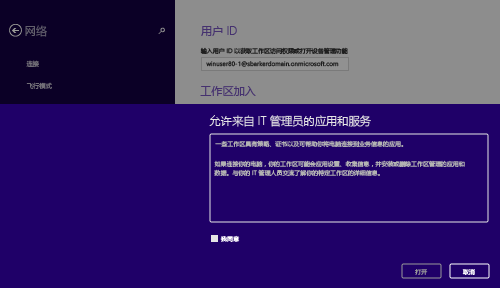 网络
连接
飞行模式
用户 ID
输入用户 ID 以获取工作区访问权限或打开设备管理功能
winuser80-1@sbarkerdomain.onmicrosoft.com
工作区加入
允许来自 IT 管理员的应用和服务
一些工作区具有策略、证书以及可帮助你将电脑连接到业务信息的应用。
如果连接你的电脑，你的工作区可能会应用设置、收集信息，并安装或删除工作区管理的应用和
数据。与你的 IT 管理人员交流了解你的特定工作区的详细信息。
我同意
打开
取消